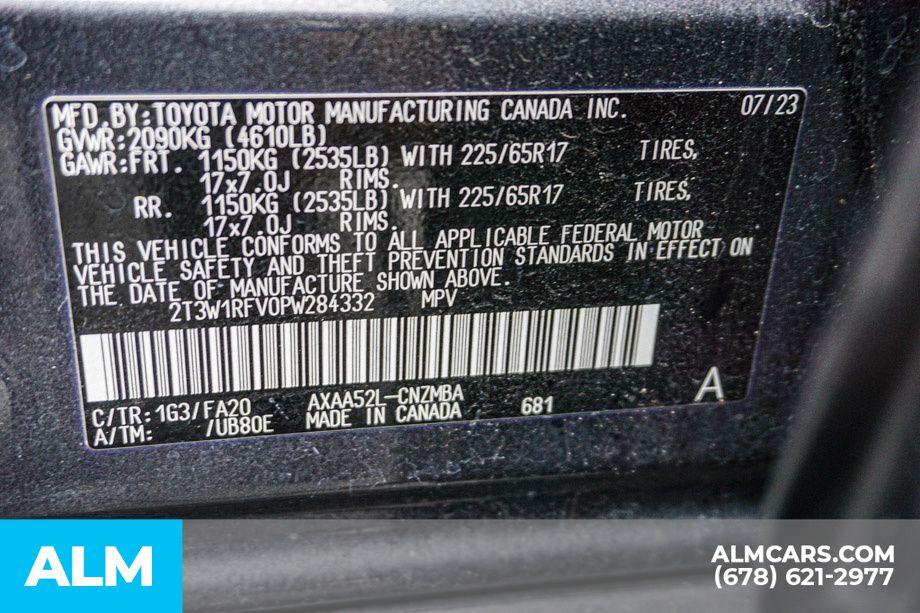 MFD. BY: TOYOTA MOTOR MANUFACTURING CANADA INC. 07/23
GVWR: 2090KG (4610LB)
GAWR: FRT. 1150KG (2535LB) WITH 225/65R17 TIRES,
17x7.0J RIMS.
RR. 1150KG (2535LB) WITH 225/65R17 TIRES,
17x7.0J RIMS.
THIS VEHICLE CONFORMS TO ALL APPLICABLE FEDERAL MOTOR
VEHICLE SAFETY AND THEFT PREVENTION STANDARDS IN EFFECT ON
THE DATE OF MANUFACTURE SHOWN ABOVE.
2T3W1RFV0PW284332 MPV
C/TR: 1G3/FA20 AXAA52L-CNZMBA 681 A
A/TM: /UB80E MADE IN CANADA
ALM
ALMCARS.COM
(678) 621-2977